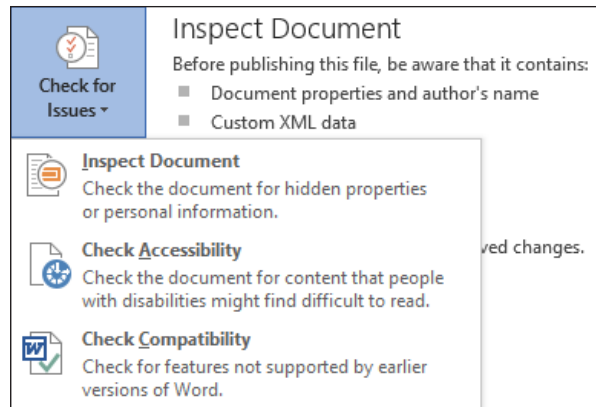 Inspect Document
Before publishing this file, be aware that it contains:
Document properties and author's name
Custom XML data
Check for
Issues
Inspect Document
Check the document for hidden properties
or personal information.
Check Accessibility
Check the document for content that people
with disabilities might find difficult to read.
Check Compatibility
Check for features not supported by earlier
versions of Word.
ved changes.